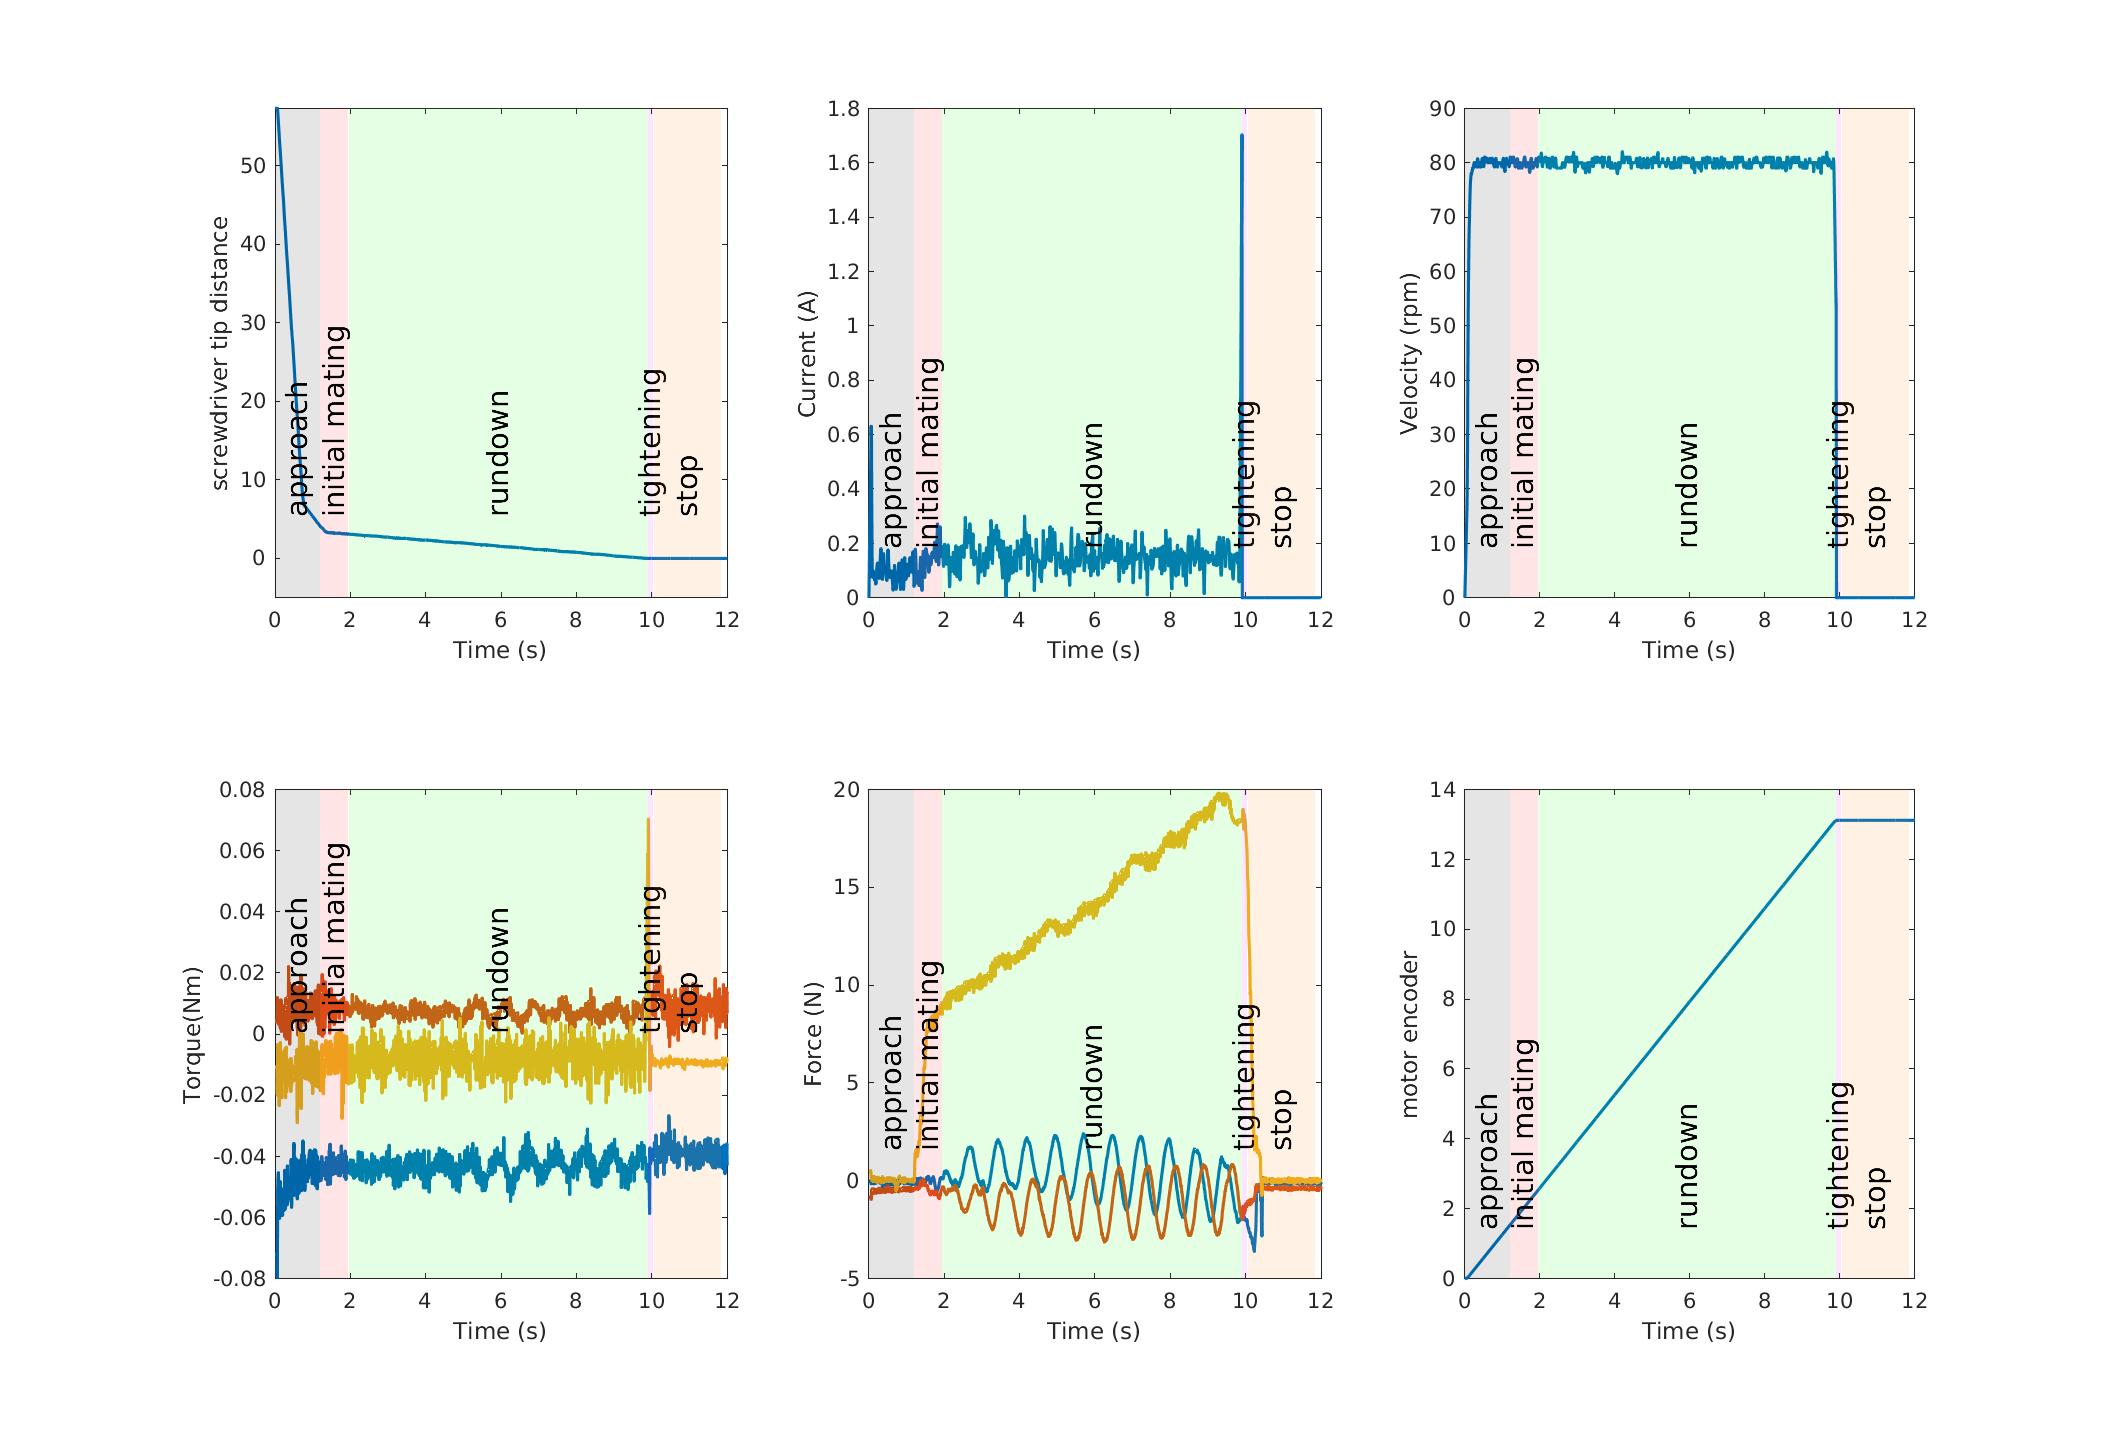 screwdriver tip distance
50
40
30
20
10
0
approach
initial mating
rundown
tightening
stop
0 2 4 6 8 10 12
Time (s)
Current (A)
1.8
1.6
1.4
1.2
1
0.8
0.6
0.4
0.2
0
approach
initial mating
rundown
tightening
stop
0 2 4 6 8 10 12
Time (s)
Velocity (rpm)
90
80
70
60
50
40
30
20
10
0
approach
initial mating
rundown
tightening
stop
0 2 4 6 8 10 12
Time (s)
Torque(Nm)
0.08
0.06
0.04
0.02
0
-0.02
-0.04
-0.06
-0.08
approach
initial mating
rundown
tightening
stop
0 2 4 6 8 10 12
Time (s)
Force (N)
20
15
10
5
0
-5
approach
initial mating
rundown
tightening
stop
0 2 4 6 8 10 12
Time (s)
motor encoder
14
12
10
8
6
4
2
0
approach
initial mating
rundown
tightening
stop
0 2 4 6 8 10 12
Time (s)